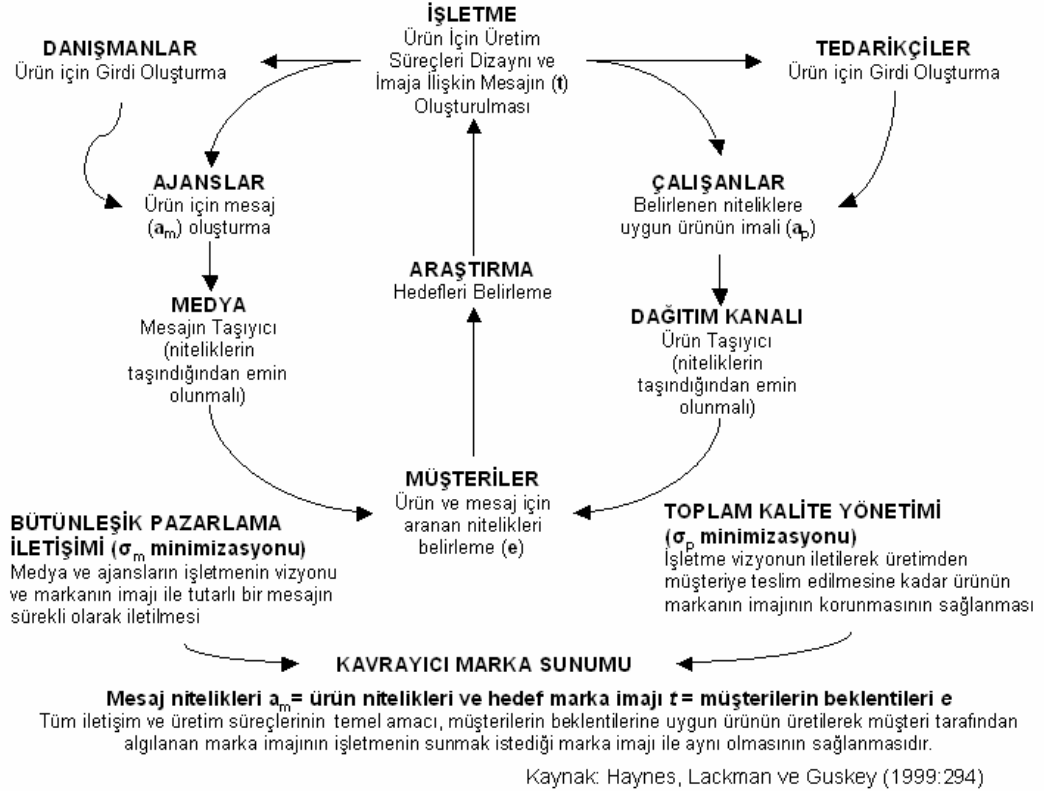 İŞLETME
Ürün İçin Üretim
Süreçleri Dizaynı ve
İmaja İlişkin Mesajın (t)
Oluşturulması
DANIŞMANLAR
Ürün için Girdi Oluşturma
TEDARİKÇİLER
Ürün için Girdi Oluşturma
AJANSLAR
Ürün için mesaj
(aₘ) oluşturma
ÇALIŞANLAR
Belirlenen niteliklere
uygun ürünün imali (aₚ)
ARAŞTIRMA
Hedefleri Belirleme
MEDYA
Mesajın Taşıyıcı
(niteliklerin
taşındığından emin
olunmalı)
DAĞITIM KANALI
Ürün Taşıyıcı
(niteliklerin
taşındığından emin
olunmalı)
MÜŞTERİLER
Ürün ve mesaj için
aranan nitelikleri
belirleme (e)
BÜTÜNLEŞİK PAZARLAMA
İLETİŞİMİ (σₘ minimizasyonu)
Medya ve ajansların işletmenin vizyonu
ve markanın imajı ile tutarlı bir mesajın
sürekli olarak iletilmesi
TOPLAM KALİTE YÖNETİMİ
(σₚ minimizasyonu)
İşletme vizyonun iletilerek üretimden
müşteriye teslim edilmesine kadar ürünün
markanın imajının korunmasının sağlanması
KAVRAYICI MARKA SUNUMU
Mesaj nitelikleri aₘ= ürün nitelikleri ve hedef marka imajı t = müşterilerin beklentileri e
Tüm iletişim ve üretim süreçlerinin temel amacı, müşterilerin beklentilerine uygun ürünün üretilerek müşteri tarafından
algılanan marka imajının işletmenin sunmak istediği marka imajı ile aynı olmasının sağlanmasıdır.
Kaynak: Haynes, Lackman ve Guskey (1999:294)